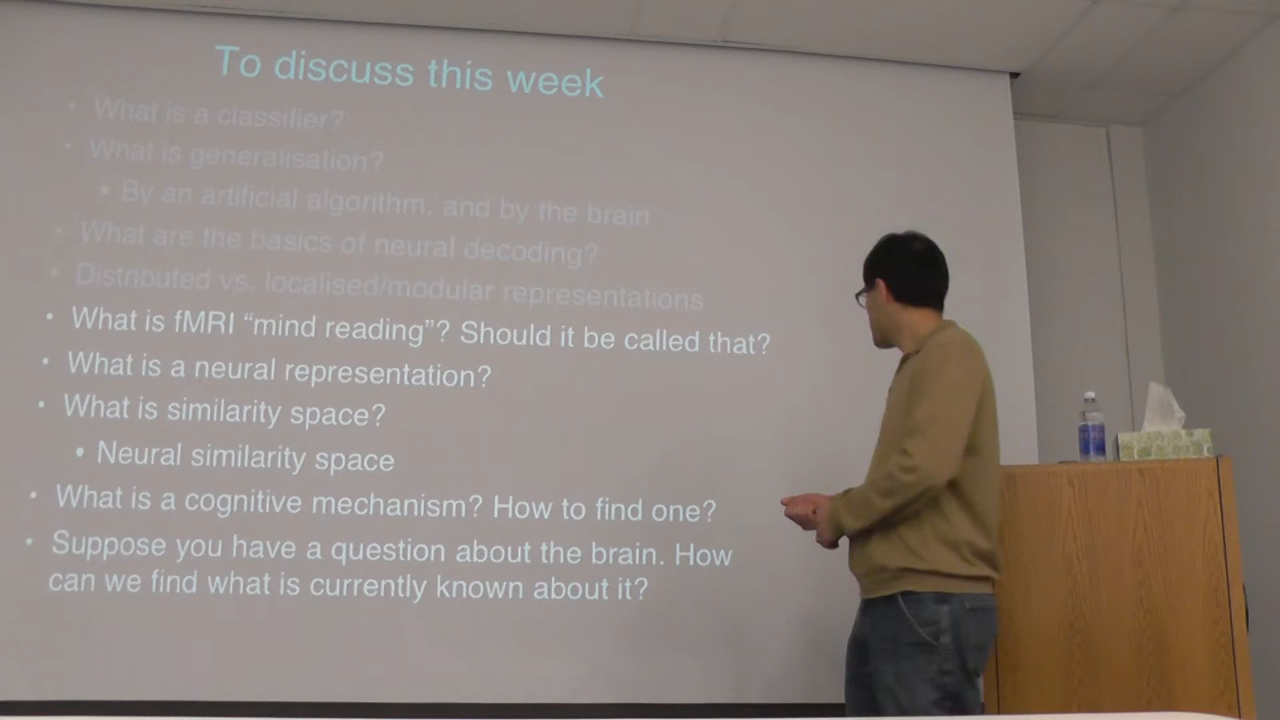 To discuss this week
• What is a classifier?
• What is generalisation?
• By an artificial algorithm, and by the brain
• What are the basics of neural decoding?
• Distributed vs. localised/modular representations
• What is fMRI “mind reading”? Should it be called that?
• What is a neural representation?
• What is similarity space?
• Neural similarity space
• What is a cognitive mechanism? How to find one?
• Suppose you have a question about the brain. How
can we find what is currently known about it?